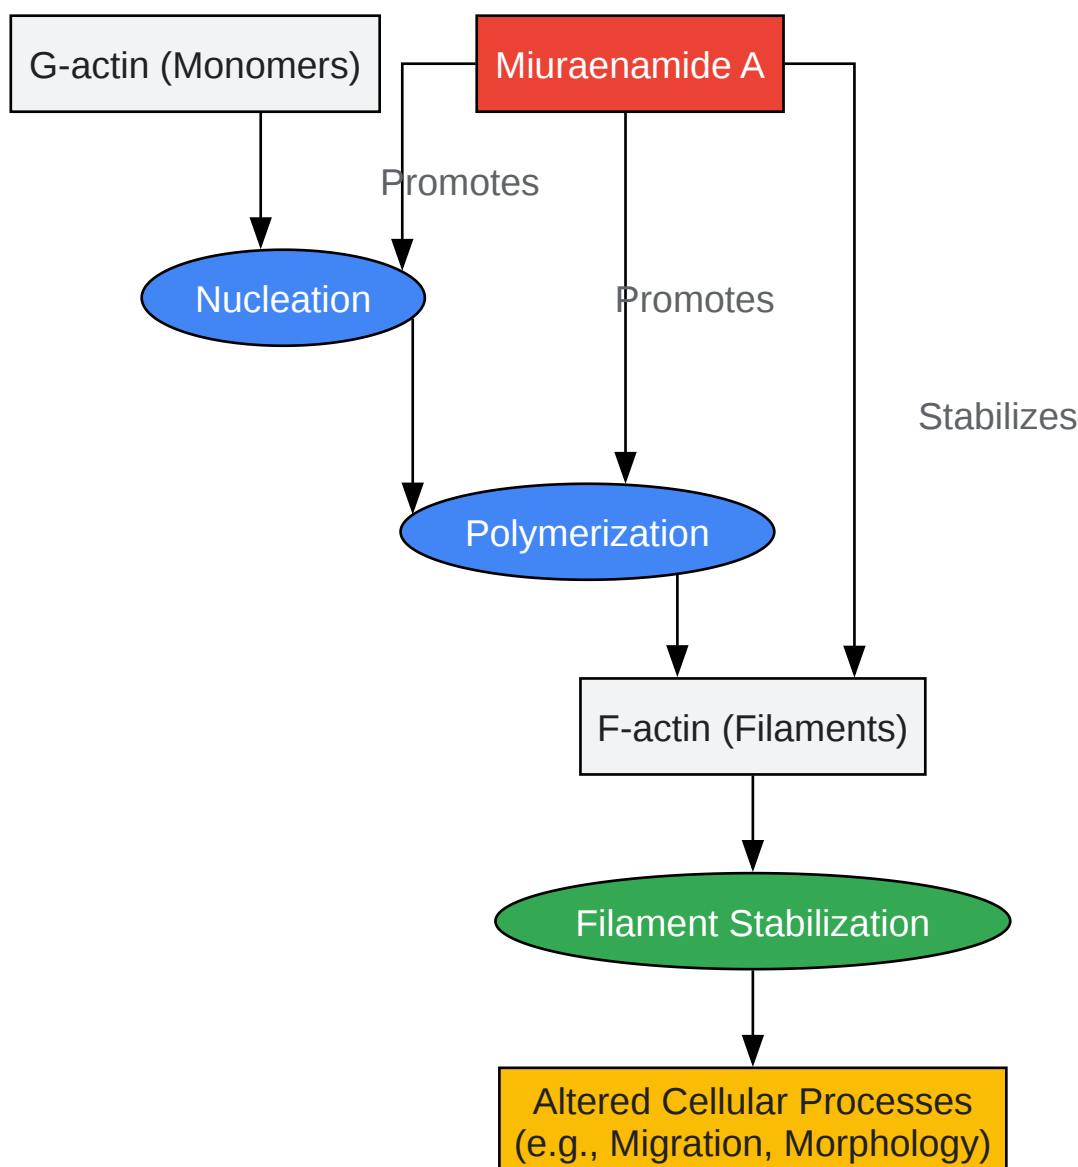 G-actin (Monomers)
Miuraenamide A
Promotes
Nucleation
Promotes
Stabilizes
Polymerization
F-actin (Filaments)
Filament Stabilization
Altered Cellular Processes
(e.g., Migration, Morphology)